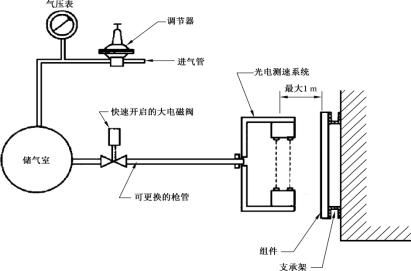 气压表
调节器
进气管
光电测速系统
最大1 m
快速开启的大电磁阀
储气室
可更换的枪管
组件
支承架